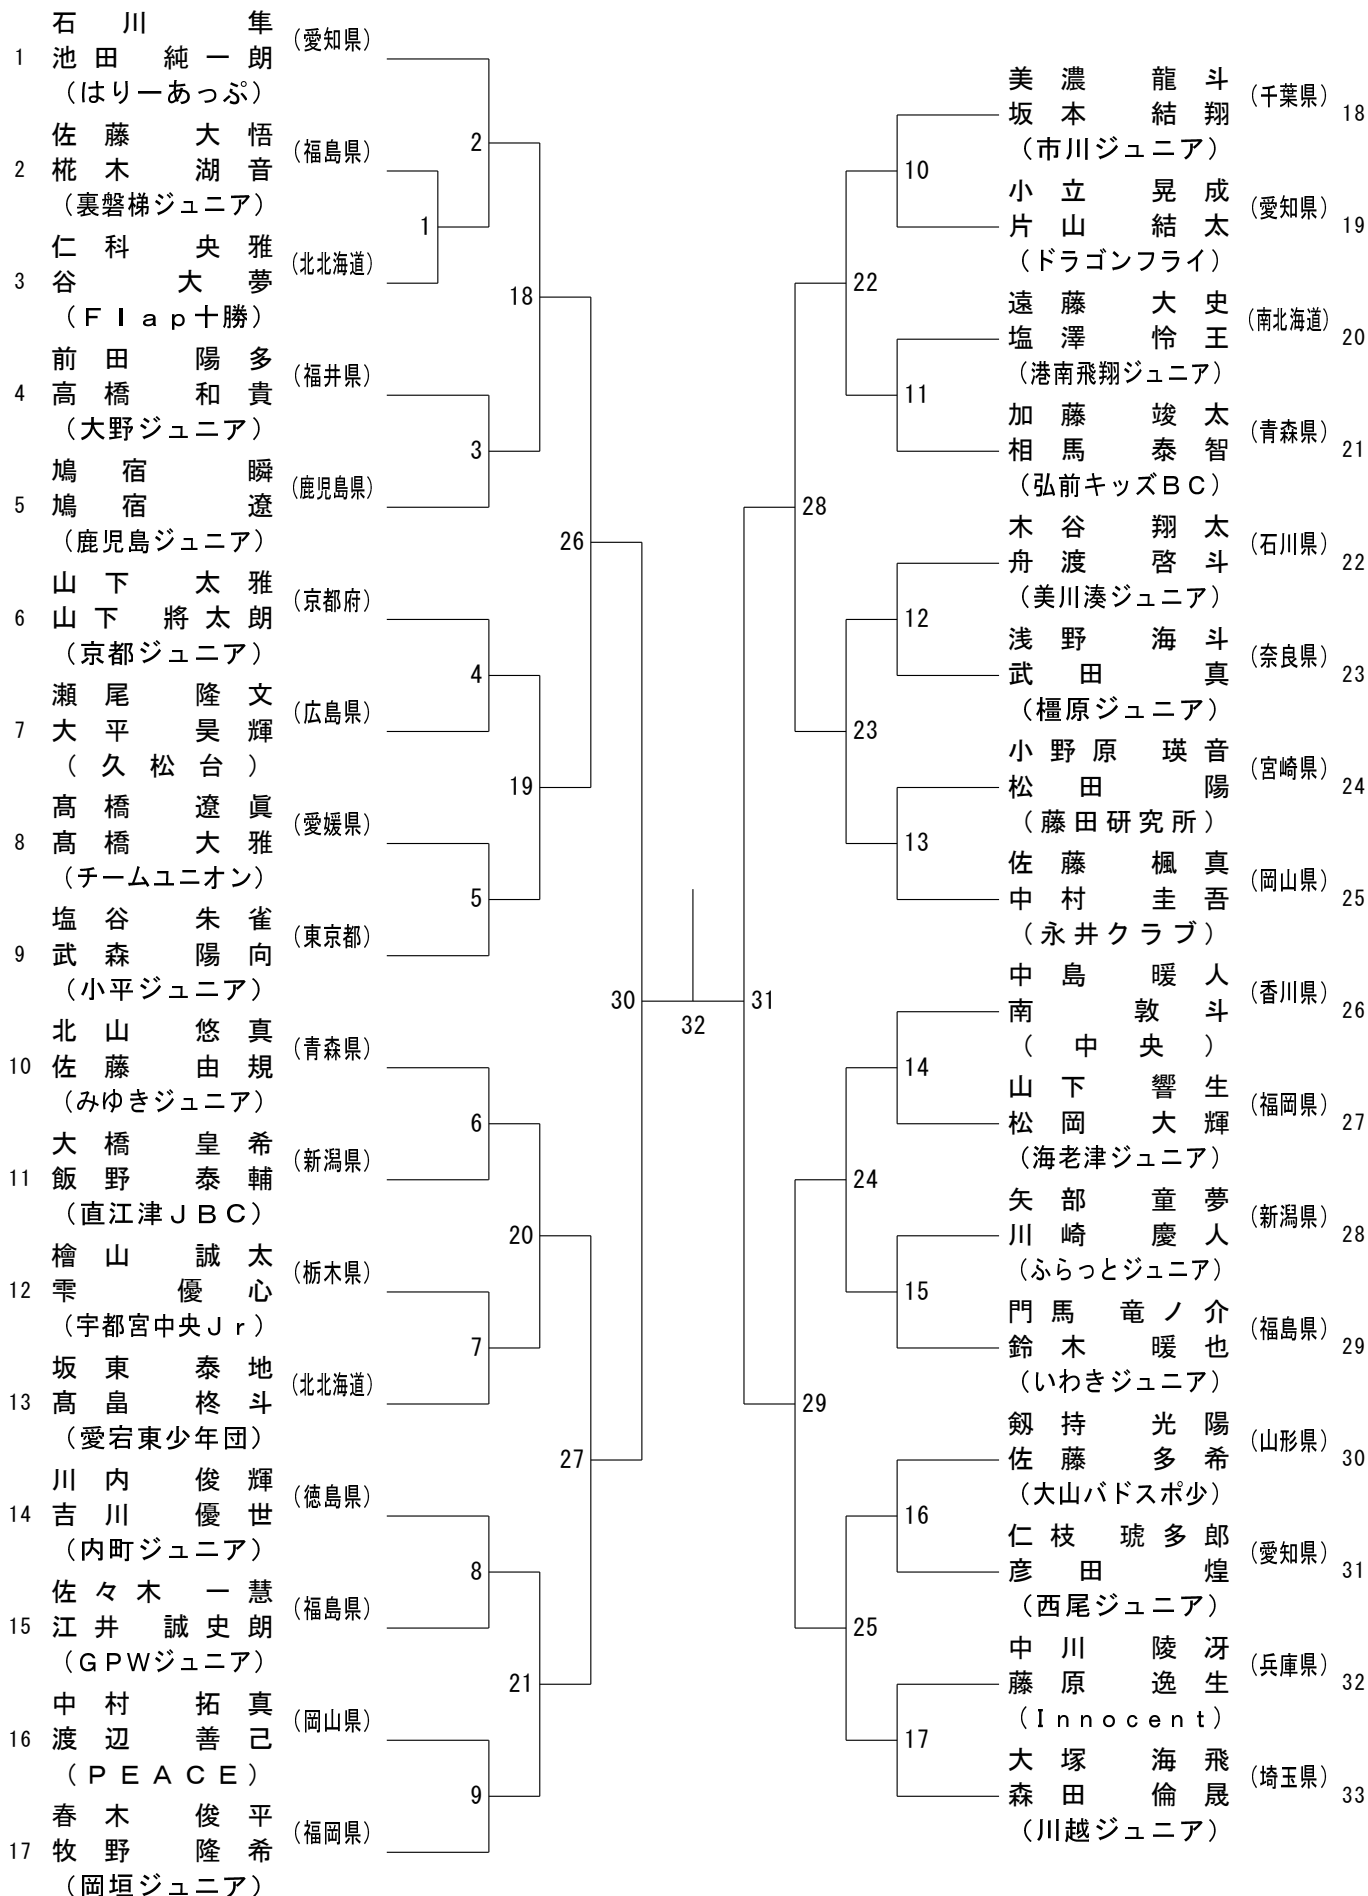 石川 隼 (愛知県)
1 池田 純一朗
(はりーあっぷ)
佐藤 大悟 (福島県)
2 椛木 湖音
(裏磐梯ジュニア)
仁科 央雅 (北北海道)
3 谷 大夢
(Flap十勝)
前田 陽多 (福井県)
4 高橋 和貴
(大野ジュニア)
鳩宿 瞬 (鹿児島県)
5 鳩宿 遼
(鹿児島ジュニア)
山下 太雅 (京都府)
6 山下 將太朗
(京都ジュニア)
瀬尾 隆文 (広島県)
7 大平 昊輝
(久松台)
髙橋 遼眞 (愛媛県)
8 髙橋 大雅
(チームユニオン)
塩谷 朱雀 (東京都)
9 武森 陽向
(小平ジュニア)
北山 悠真 (青森県)
10 佐藤 由規
(みゆきジュニア)
大橋 皇希 (新潟県)
11 飯野 泰輔
(直江津JBC)
檜山 誠太 (栃木県)
12 雫 優心
(宇都宮中央Jr)
坂東 泰地 (北北海道)
13 髙畠 柊斗
(愛宕東少年団)
川内 俊輝 (徳島県)
14 吉川 優世
(内町ジュニア)
佐々木 一慧 (福島県)
15 江井 誠史朗
(GPWジュニア)
中村 拓真 (岡山県)
16 渡辺 善己
(PEACE)
春木 俊平 (福岡県)
17 牧野 隆希
(岡垣ジュニア)
1
2
3
4
5
6
7
8
9
18
19
20
21
26
27
30
32
31
28
29
22
23
24
25
10
11
12
13
14
15
16
17
美濃 龍斗 (千葉県)
坂本 結翔 18
(市川ジュニア)
小立 晃成 (愛知県)
片山 結太 19
(ドラゴンフライ)
遠藤 大史 (南北海道)
塩澤 怜王 20
(港南飛翔ジュニア)
加藤 竣太 (青森県)
相馬 泰智 21
(弘前キッズBC)
木谷 翔太 (石川県)
舟渡 啓斗 22
(美川湊ジュニア)
浅野 海斗 (奈良県)
武田 真 23
(橿原ジュニア)
小野原 瑛音 (宮崎県)
松田 陽 24
(藤田研究所)
佐藤 楓真 (岡山県)
中村 圭吾 25
(永井クラブ)
中島 暖人 (香川県)
南 敦斗 26
(中央)
山下 響生 (福岡県)
松岡 大輝 27
(海老津ジュニア)
矢部 童夢 (新潟県)
川崎 慶人 28
(ふらっとジュニア)
門馬 竜ノ介 (福島県)
鈴木 暖也 29
(いわきジュニア)
剱持 光陽 (山形県)
佐藤 多希 30
(大山バドスポ少)
仁枝 琥多郎 (愛知県)
彦田 煌 31
(西尾ジュニア)
中川 陵冴 (兵庫県)
藤原 逸生 32
(Innocent)
大塚 海飛 (埼玉県)
森田 倫晟 33
(川越ジュニア)